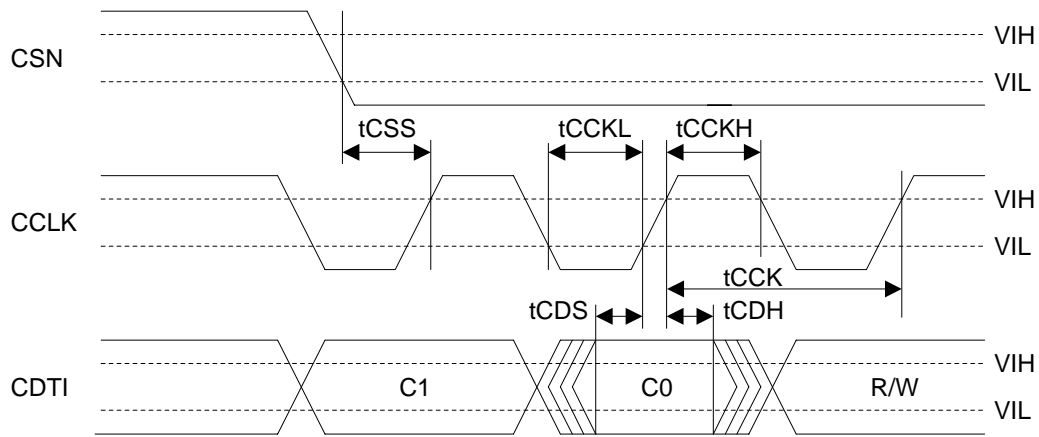 VIH
CSN
VIL
tCSS
tCCKL
tCCKH
VIH
CCLK
VIL
tCCK
tCDS
tCDH
VIH
CDTI
C1
C0
R/W
VIL